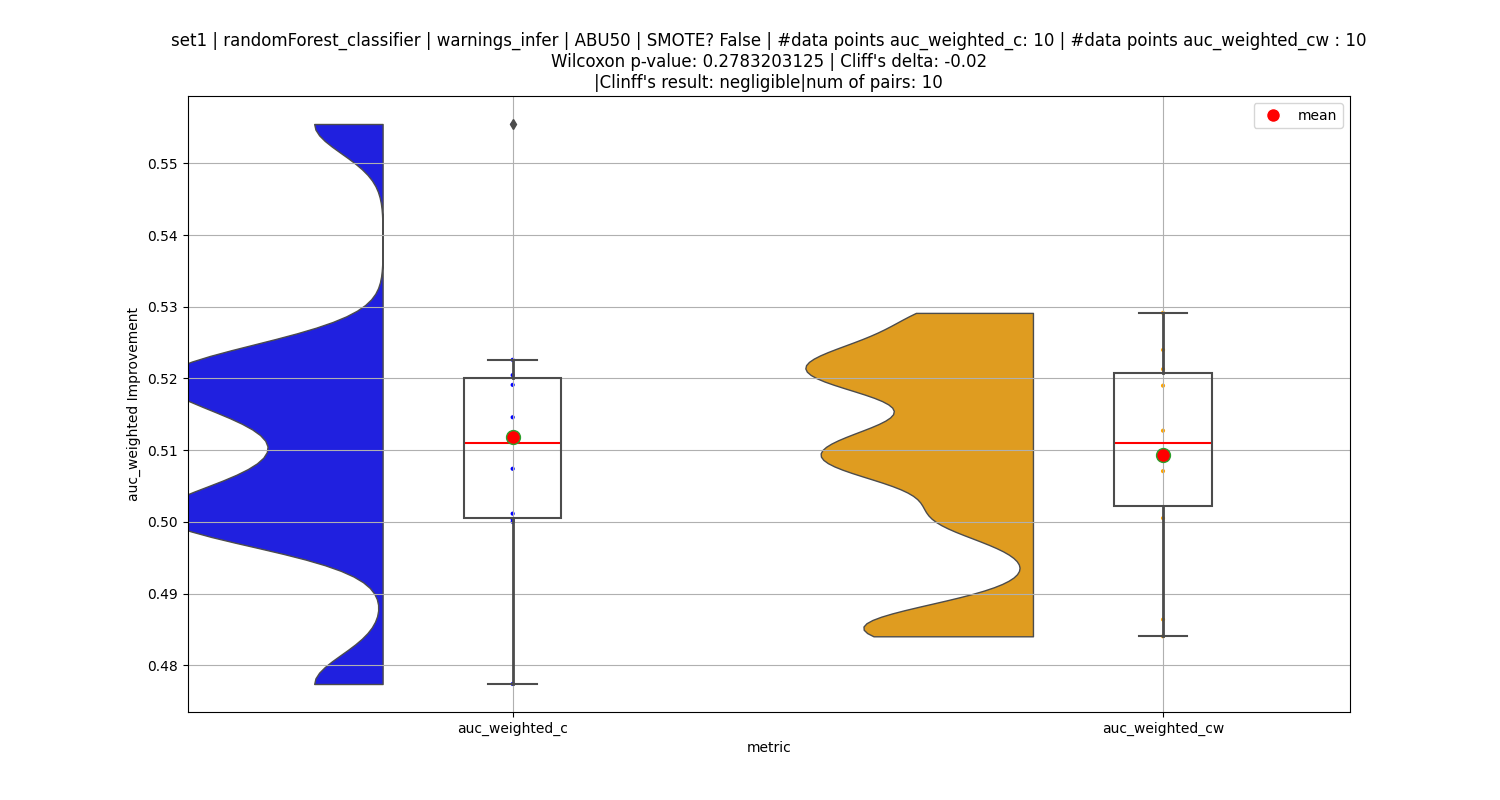 set1 | randomForest_classifier | warnings_infer | ABU50 | SMOTE? False | #data points auc_weighted_c: 10 | #data points auc_weighted_cw : 10
Wilcoxon p-value: 0.2783203125 | Cliff's delta: -0.02
|Clinff's result: negligible|num of pairs: 10
mean
0.55
0.54
0.53
0.52
0.51
0.50
0.49
0.48
auc_weighted Improvement
auc_weighted_c
auc_weighted_cw
metric